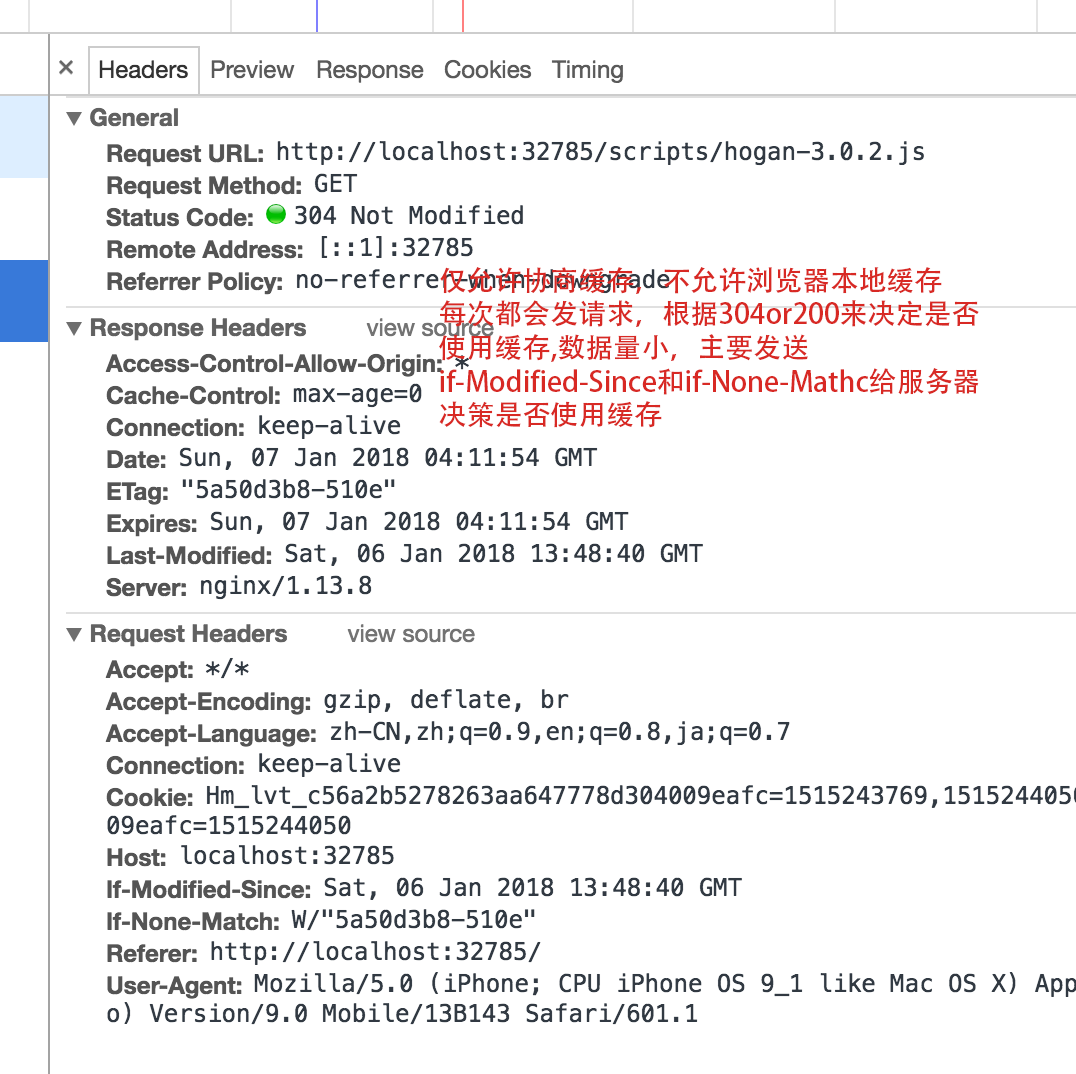 × Headers Preview Response Cookies Timing
▼ General
Request URL: http://localhost:32785/scripts/hogan-3.0.2.js
Request Method: GET
Status Code: 304 Not Modified
Remote Address: [::1]:32785
Referrer Policy: no-referrer-when-downgrade
仅允许协商缓存，不允许浏览器本地缓存
每次都会发请求，根据304or200来决定是否
使用缓存,数据量小，主要发送
if-Modified-Since和if-None-Mathc给服务器
决策是否使用缓存
▼ Response Headers view source
Access-Control-Allow-Origin: *
Cache-Control: max-age=0
Connection: keep-alive
Date: Sun, 07 Jan 2018 04:11:54 GMT
ETag: "5a50d3b8-510e"
Expires: Sun, 07 Jan 2018 04:11:54 GMT
Last-Modified: Sat, 06 Jan 2018 13:48:40 GMT
Server: nginx/1.13.8
▼ Request Headers view source
Accept: */*
Accept-Encoding: gzip, deflate, br
Accept-Language: zh-CN,zh;q=0.9,en;q=0.8,ja;q=0.7
Connection: keep-alive
Cookie: Hm_lvt_c56a2b5278263aa647778d304009eafc=1515243769,151524405
09eafc=1515244050
Host: localhost:32785
If-Modified-Since: Sat, 06 Jan 2018 13:48:40 GMT
If-None-Match: W/"5a50d3b8-510e"
Referer: http://localhost:32785/
User-Agent: Mozilla/5.0 (iPhone; CPU iPhone OS 9_1 like Mac OS X) App
o) Version/9.0 Mobile/13B143 Safari/601.1